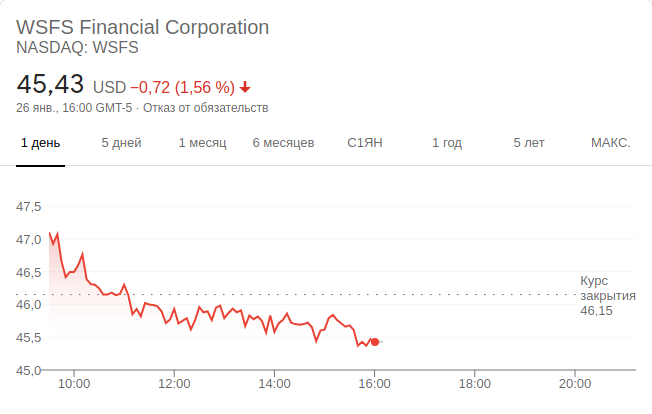 WSFS Financial Corporation
NASDAQ: WSFS
45,43 USD −0,72 (1,56 %)
26 янв., 16:00 GMT-5 · Отказ от обязательств
1 день 5 дней 1 месяц 6 месяцев С1ЯН 1 год 5 лет МАКС.
47,5
47,0
46,5
46,0
45,5
45,0
Курс
закрытия
46,15
10:00 12:00 14:00 16:00 18:00 20:00